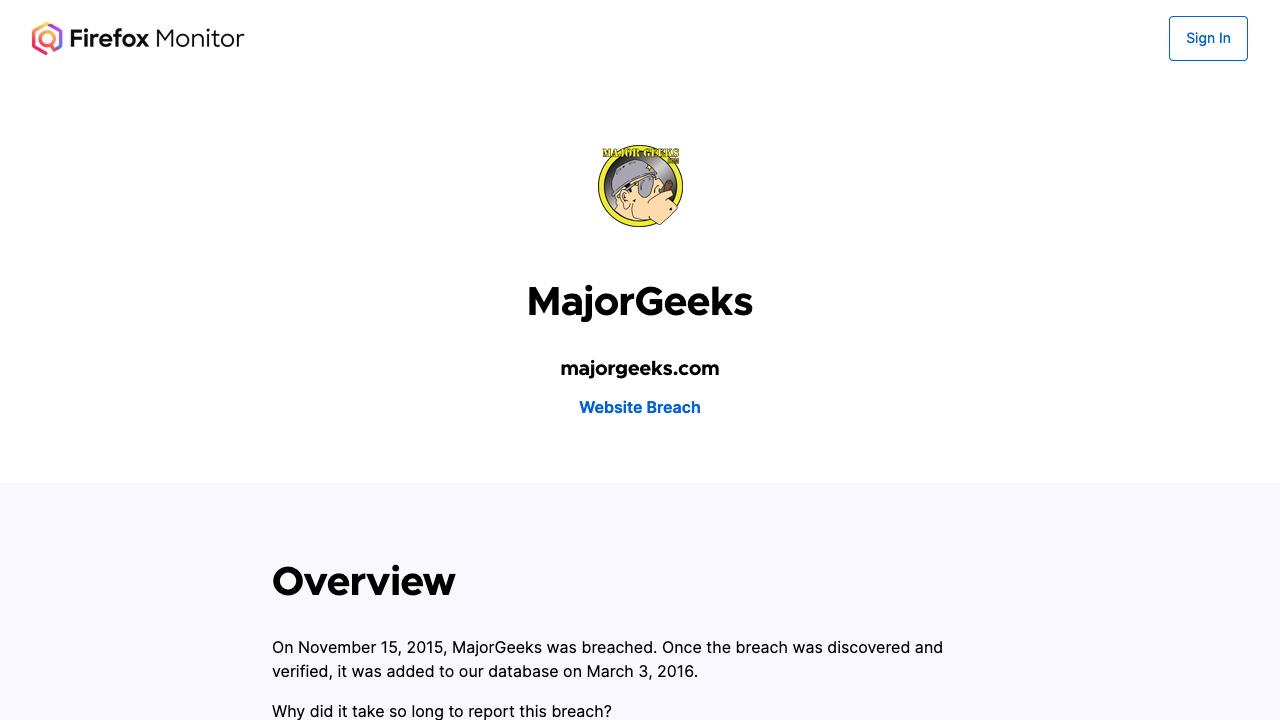 Firefox Monitor
Sign In
MAJOR GEEKS
MajorGeeks
majorgeeks.com
Website Breach
Overview
On November 15, 2015, MajorGeeks was breached. Once the breach was discovered and
verified, it was added to our database on March 3, 2016.
Why did it take so long to report this breach?